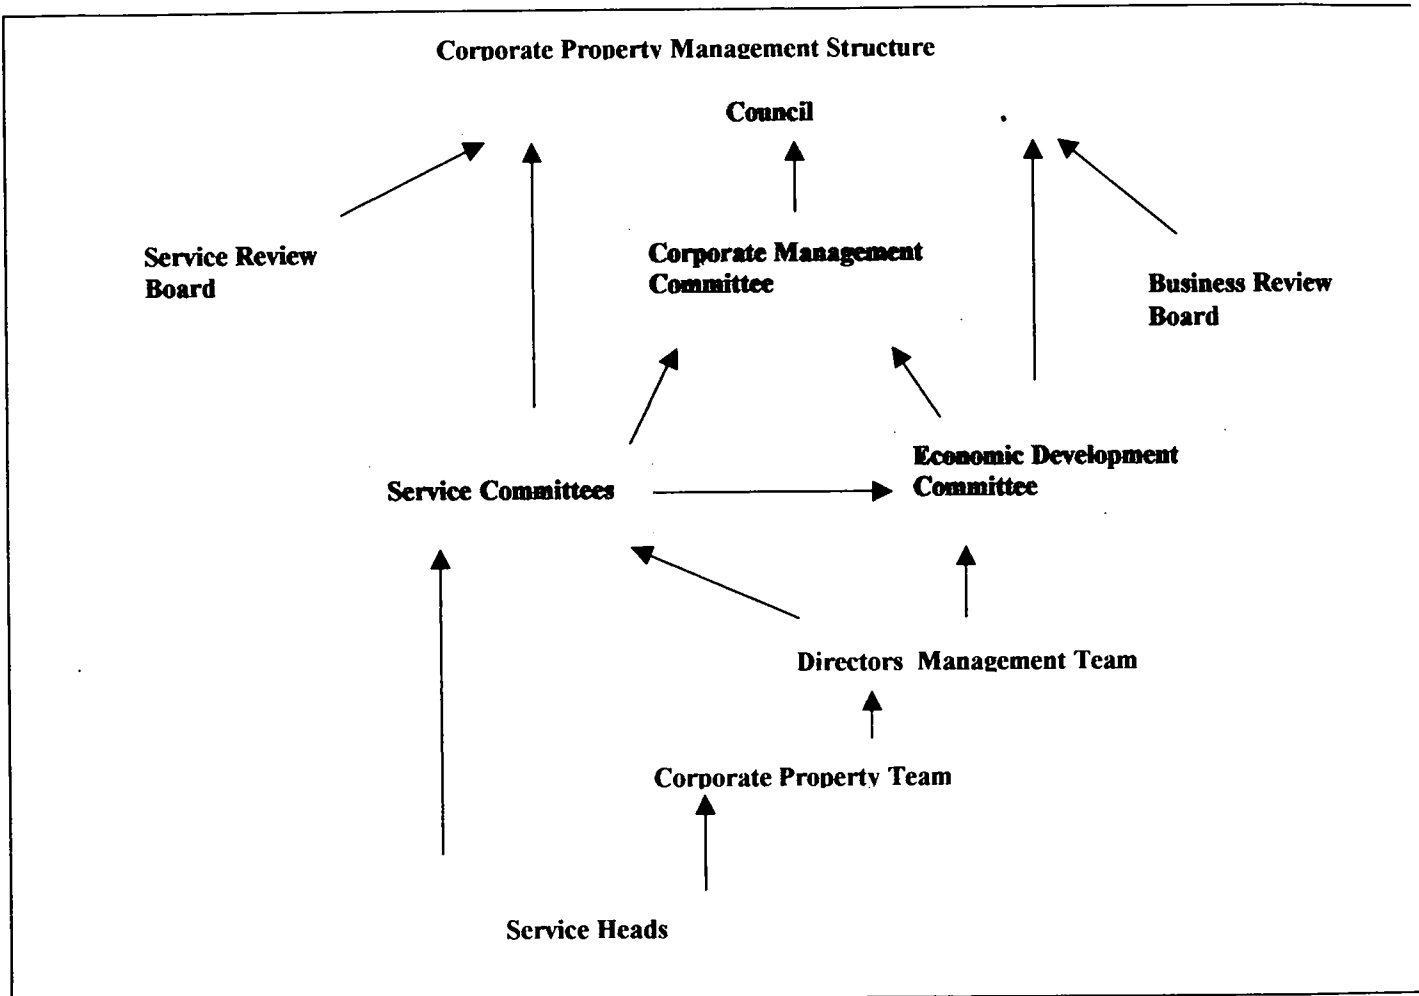 Corporate Property Management Structure
Council
Service Review
Board
Corporate Management
Committee
Business Review
Board
Service Committees
Economic Development
Committee
Directors Management Team
Corporate Property Team
Service Heads